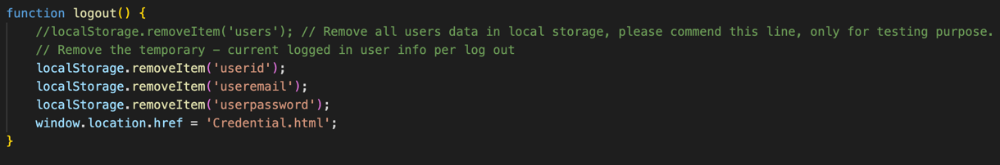 function logout() {
//localStorage.removeItem('users'); // Remove all users data in local storage, please commend this line, only for testing purpose.
// Remove the temporary - current logged in user info per log out
localStorage.removeItem('userid');
localStorage.removeItem('useremail');
localStorage.removeItem('userpassword');
window.location.href = 'Credential.html';
}